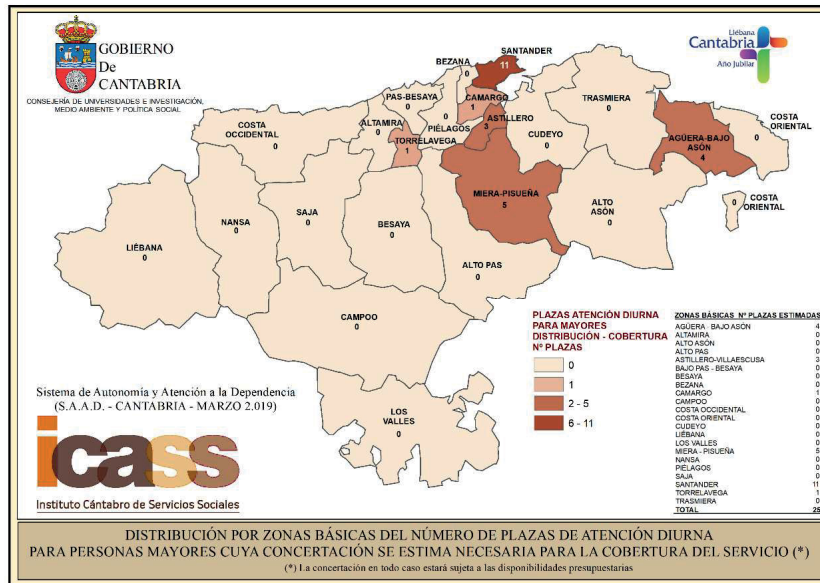 GOBIERNO
De
CANTABRIA
CONSEJERÍA DE UNIVERSIDADES E INVESTIGACIÓN,
MEDIO AMBIENTE Y POLÍTICA SOCIAL
Liébana
Cantabria
Año Jubilar
SANTANDER
11
BEZANA
0
PAS-BESAYA
0
CAMARGO
1
TRASMIERA
0
COSTA
OCCIDENTAL
0
ALTAMIRA
0
PIÉLAGOS
0
ASTILLERO
3
CUDEYO
0
COSTA
ORIENTAL
0
TORRELAVEGA
1
AGÜERA-BAJO
ASÓN
4
MIERA-PISUEÑA
5
ALTO
ASÓN
0
COSTA
ORIENTAL
0
LIÉBANA
0
NANSA
0
SAJA
0
BESAYA
0
ALTO PAS
0
CAMPOO
0
LOS
VALLES
0
PLAZAS ATENCIÓN DIURNA
PARA MAYORES
DISTRIBUCIÓN - COBERTURA
Nº PLAZAS
0
1
2 - 5
6 - 11
ZONAS BÁSICAS Nº PLAZAS ESTIMADAS
AGÜERA - BAJO ASÓN 4
ALTAMIRA 0
ALTO ASÓN 0
ALTO PAS 0
ASTILLERO-VILLAESCUSA 3
BAJO PAS - BESAYA 0
BESAYA 0
BEZANA 0
CAMARGO 1
CAMPOO 0
COSTA OCCIDENTAL 0
COSTA ORIENTAL 0
CUDEYO 0
LIÉBANA 0
LOS VALLES 0
MIERA - PISUEÑA 5
NANSA 0
PIÉLAGOS 0
SAJA 0
SANTANDER 11
TORRELAVEGA 1
TRASMIERA 0
TOTAL 25
Sistema de Autonomía y Atención a la Dependencia
(S.A.A.D. - CANTABRIA - MARZO 2.019)
icass
Instituto Cántabro de Servicios Sociales
DISTRIBUCIÓN POR ZONAS BÁSICAS DEL NÚMERO DE PLAZAS DE ATENCIÓN DIURNA
PARA PERSONAS MAYORES CUYA CONCERTACIÓN SE ESTIMA NECESARIA PARA LA COBERTURA DEL SERVICIO (*)
(*) La concertación en todo caso estará sujeta a las disponibilidades presupuestarias